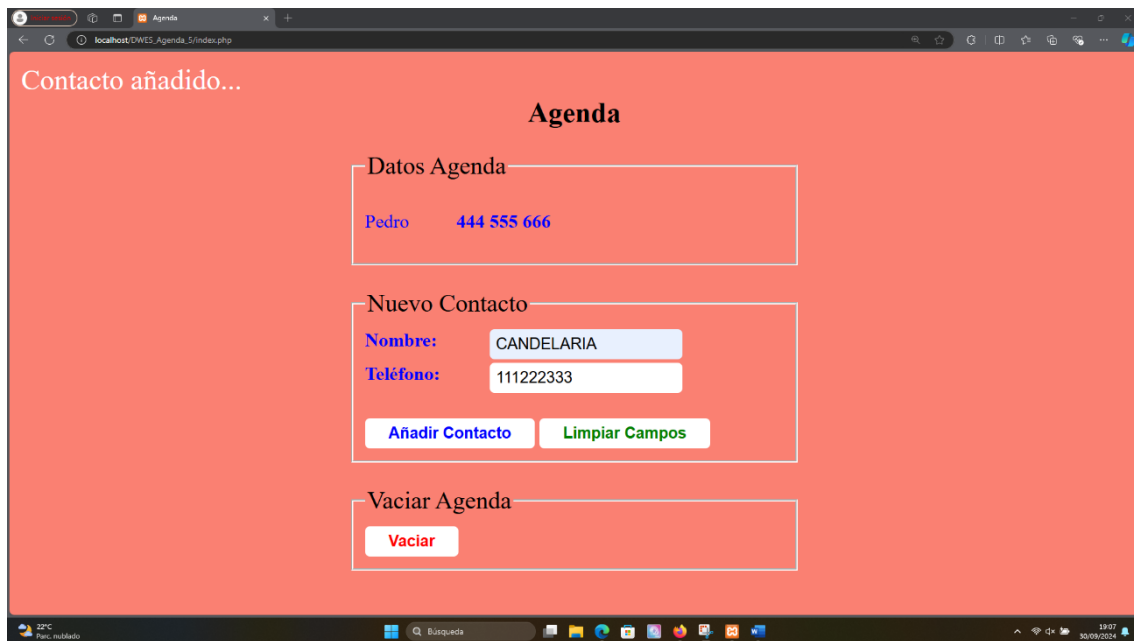 Agenda
localhost/DWES_Agenda_5/index.php
Contacto añadido...
Agenda
Datos Agenda
Pedro 444 555 666
Nuevo Contacto
Nombre: CANDELARIA
Teléfono: 111222333
Añadir Contacto Limpiar Campos
Vaciar Agenda
Vaciar
22°C
Parc. nublado
Búsqueda
19:07
30/09/2024